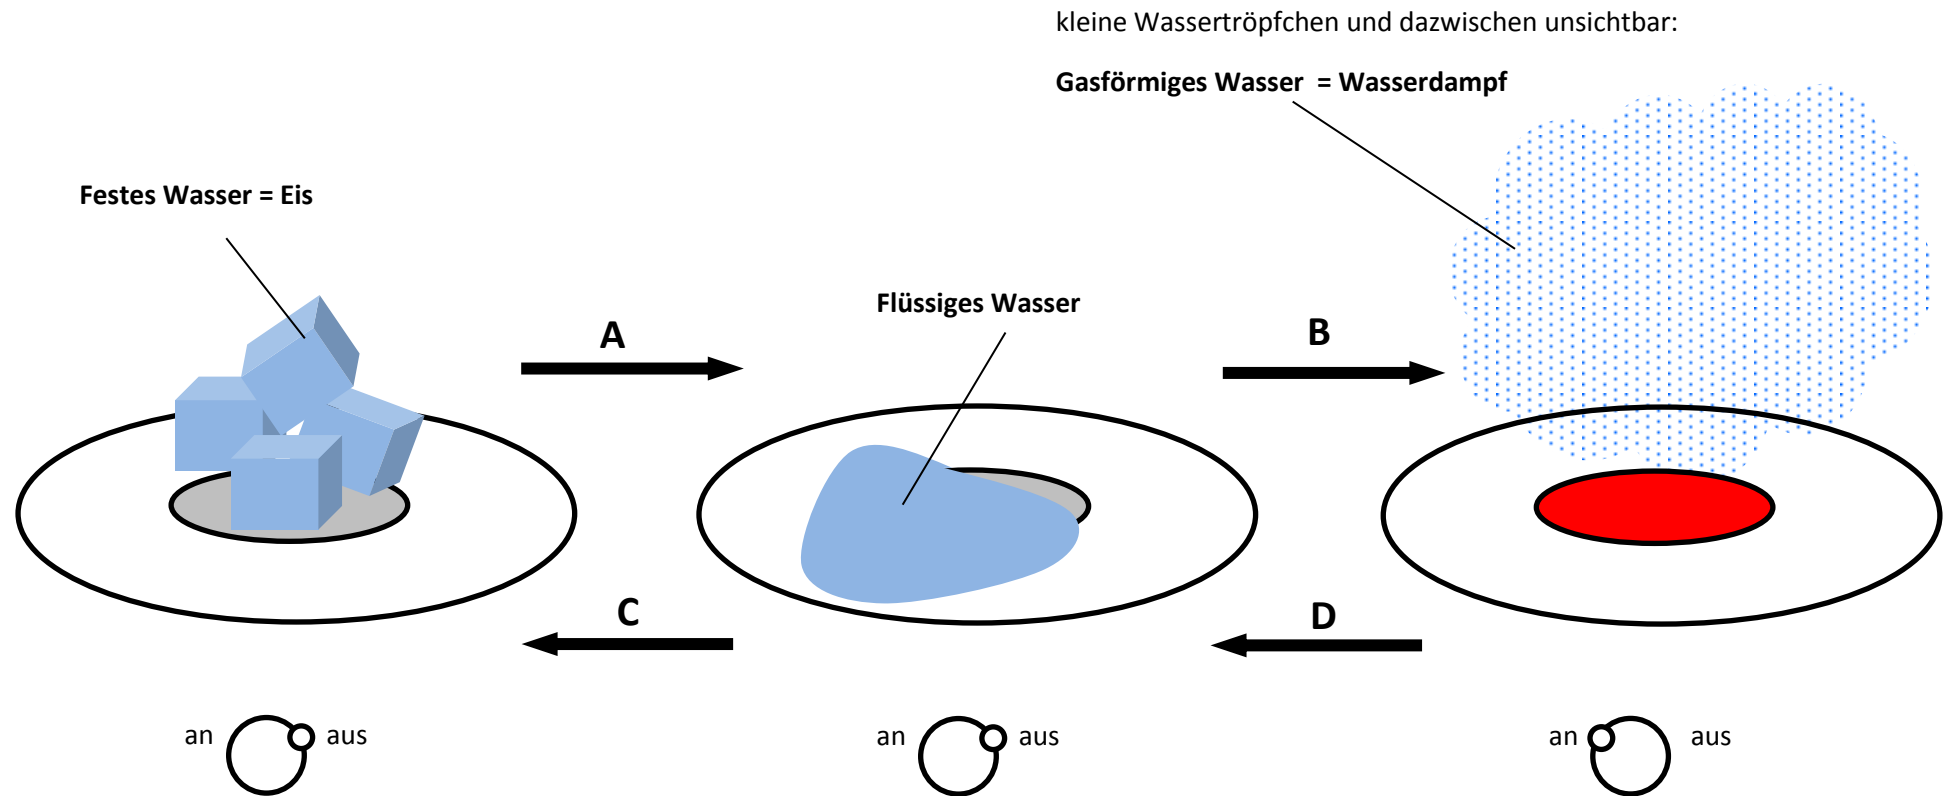 kleine Wassertröpfchen und dazwischen unsichtbar:
Gasförmiges Wasser = Wasserdampf
Festes Wasser = Eis
Flüssiges Wasser
A
B
C
D
an aus
an aus
an aus